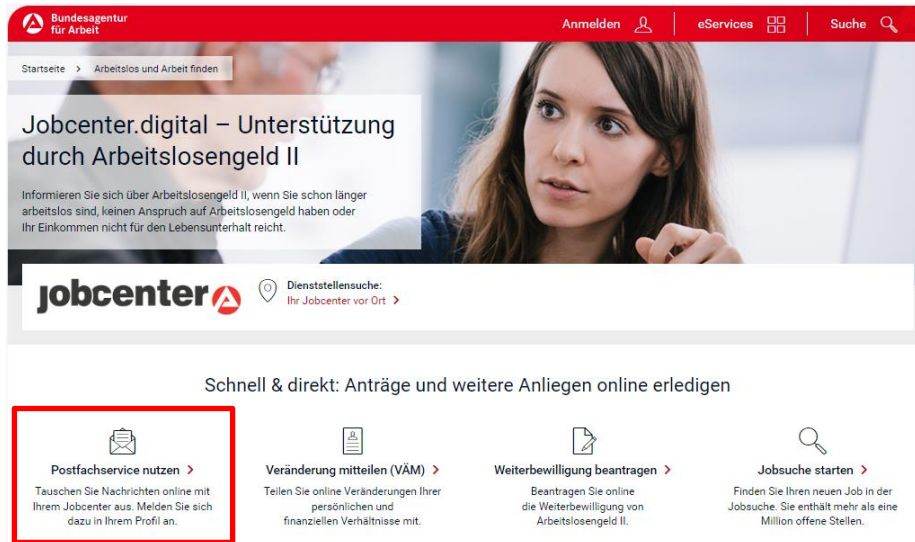 Bundesagentur
für Arbeit
Anmelden
eServices
Suche
Startseite > Arbeitslos und Arbeit finden
Jobcenter.digital – Unterstützung
durch Arbeitslosengeld II
Informieren Sie sich über Arbeitslosengeld II, wenn Sie schon länger
arbeitslos sind, keinen Anspruch auf Arbeitslosengeld haben oder
Ihr Einkommen nicht für den Lebensunterhalt reicht.
jobcenter
Dienststellensuche:
Ihr Jobcenter vor Ort >
Schnell & direkt: Anträge und weitere Anliegen online erledigen
Postfachservice nutzen >
Tauschen Sie Nachrichten online mit
Ihrem Jobcenter aus. Melden Sie sich
dazu in Ihrem Profil an.
Veränderung mitteilen (VÄM) >
Teilen Sie online Veränderungen Ihrer
persönlichen und
finanziellen Verhältnisse mit.
Weiterbewilligung beantragen >
Beantragen Sie online
die Weiterbewilligung von
Arbeitslosengeld II.
Jobsuche starten >
Finden Sie Ihren neuen Job in der
Jobsuche. Sie enthält mehr als eine
Million offene Stellen.